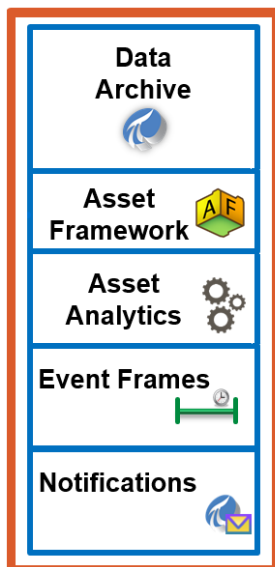 Data
Archive
Asset
Framework
AF
Asset
Analytics
Event Frames
Notifications